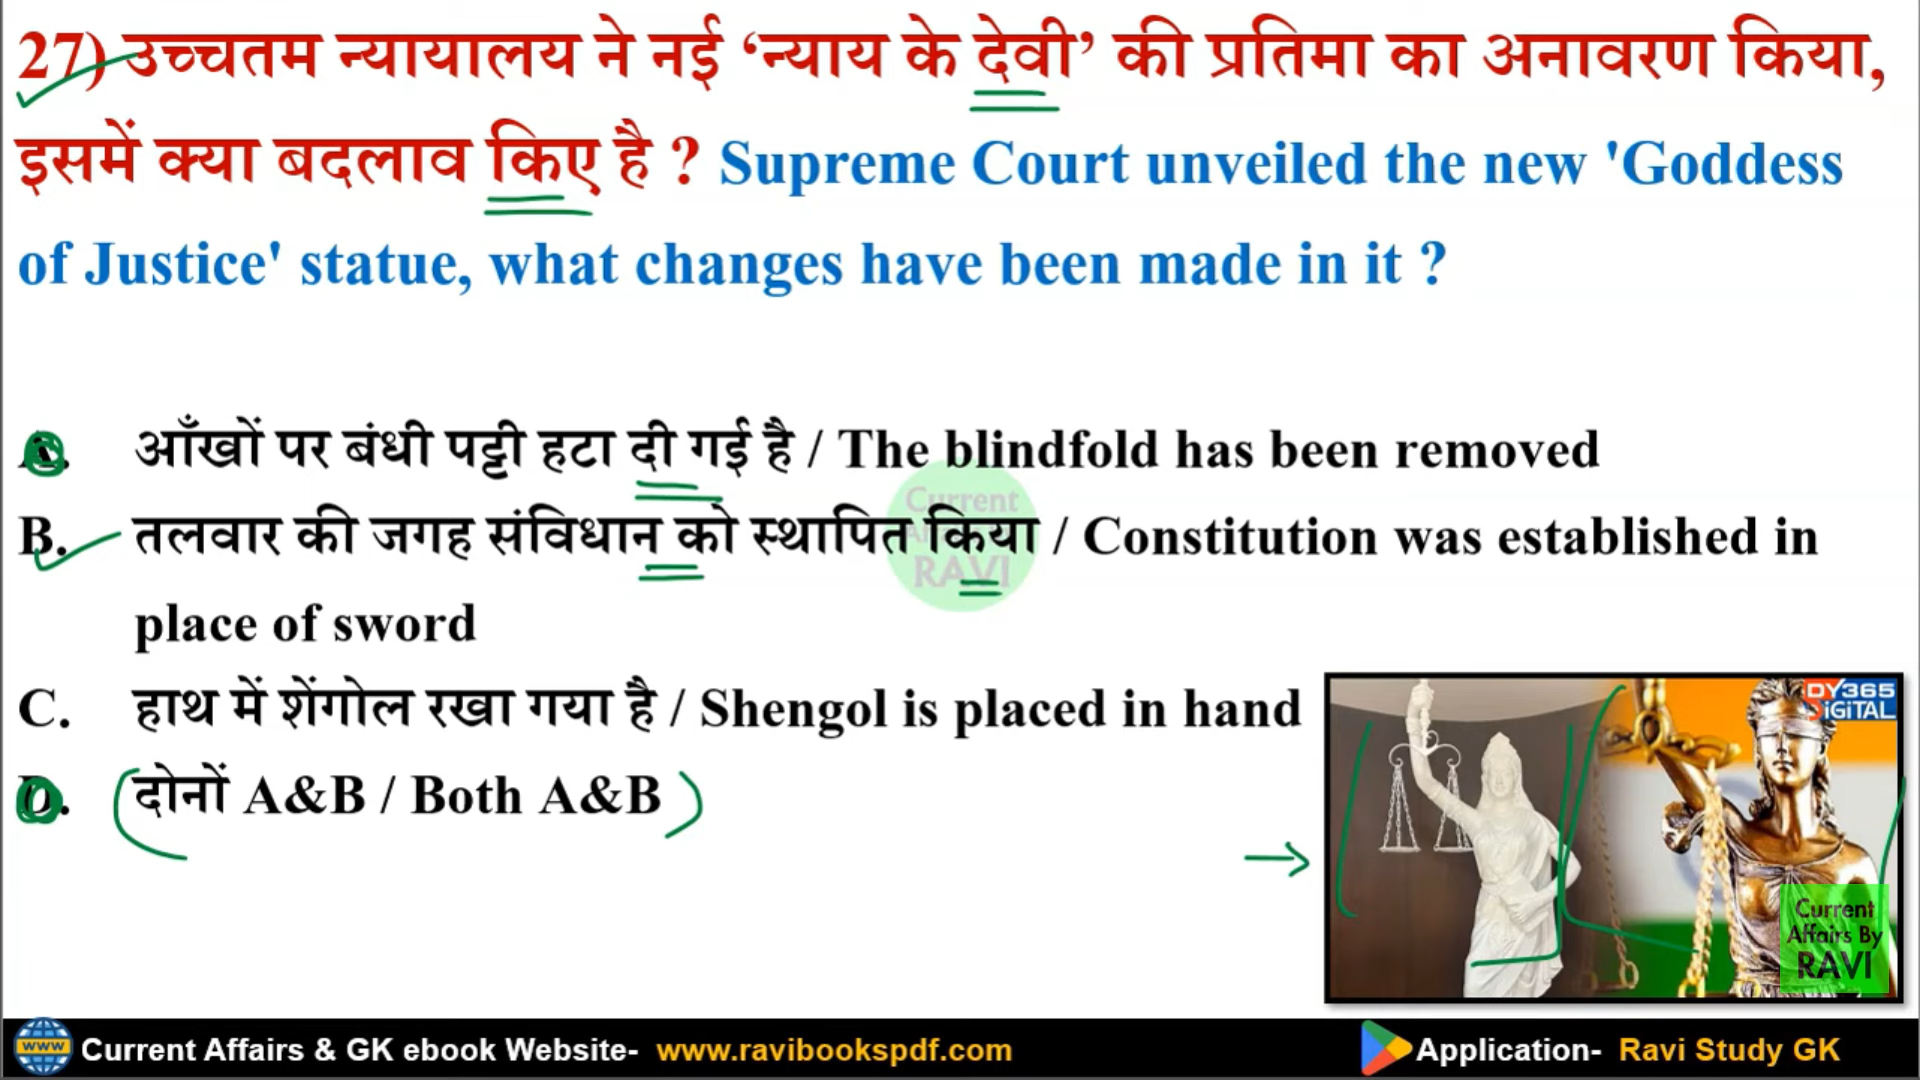 27) उच्चतम न्यायालय ने नई ‘न्याय के देवी’ की प्रतिमा का अनावरण किया,
इसमें क्या बदलाव किए है ? Supreme Court unveiled the new 'Goddess
of Justice' statue, what changes have been made in it ?
A. आँखों पर बंधी पट्टी हटा दी गई है / The blindfold has been removed
B. तलवार की जगह संविधान को स्थापित किया / Constitution was established in
place of sword
C. हाथ में शेंगोल रखा गया है / Shengol is placed in hand
D. दोनों A&B / Both A&B
Current
RAVI
DY365
DiGiTAL
Current
Affairs By
RAVI
www
Current Affairs & GK ebook Website- www.ravibookspdf.com
Application- Ravi Study GK